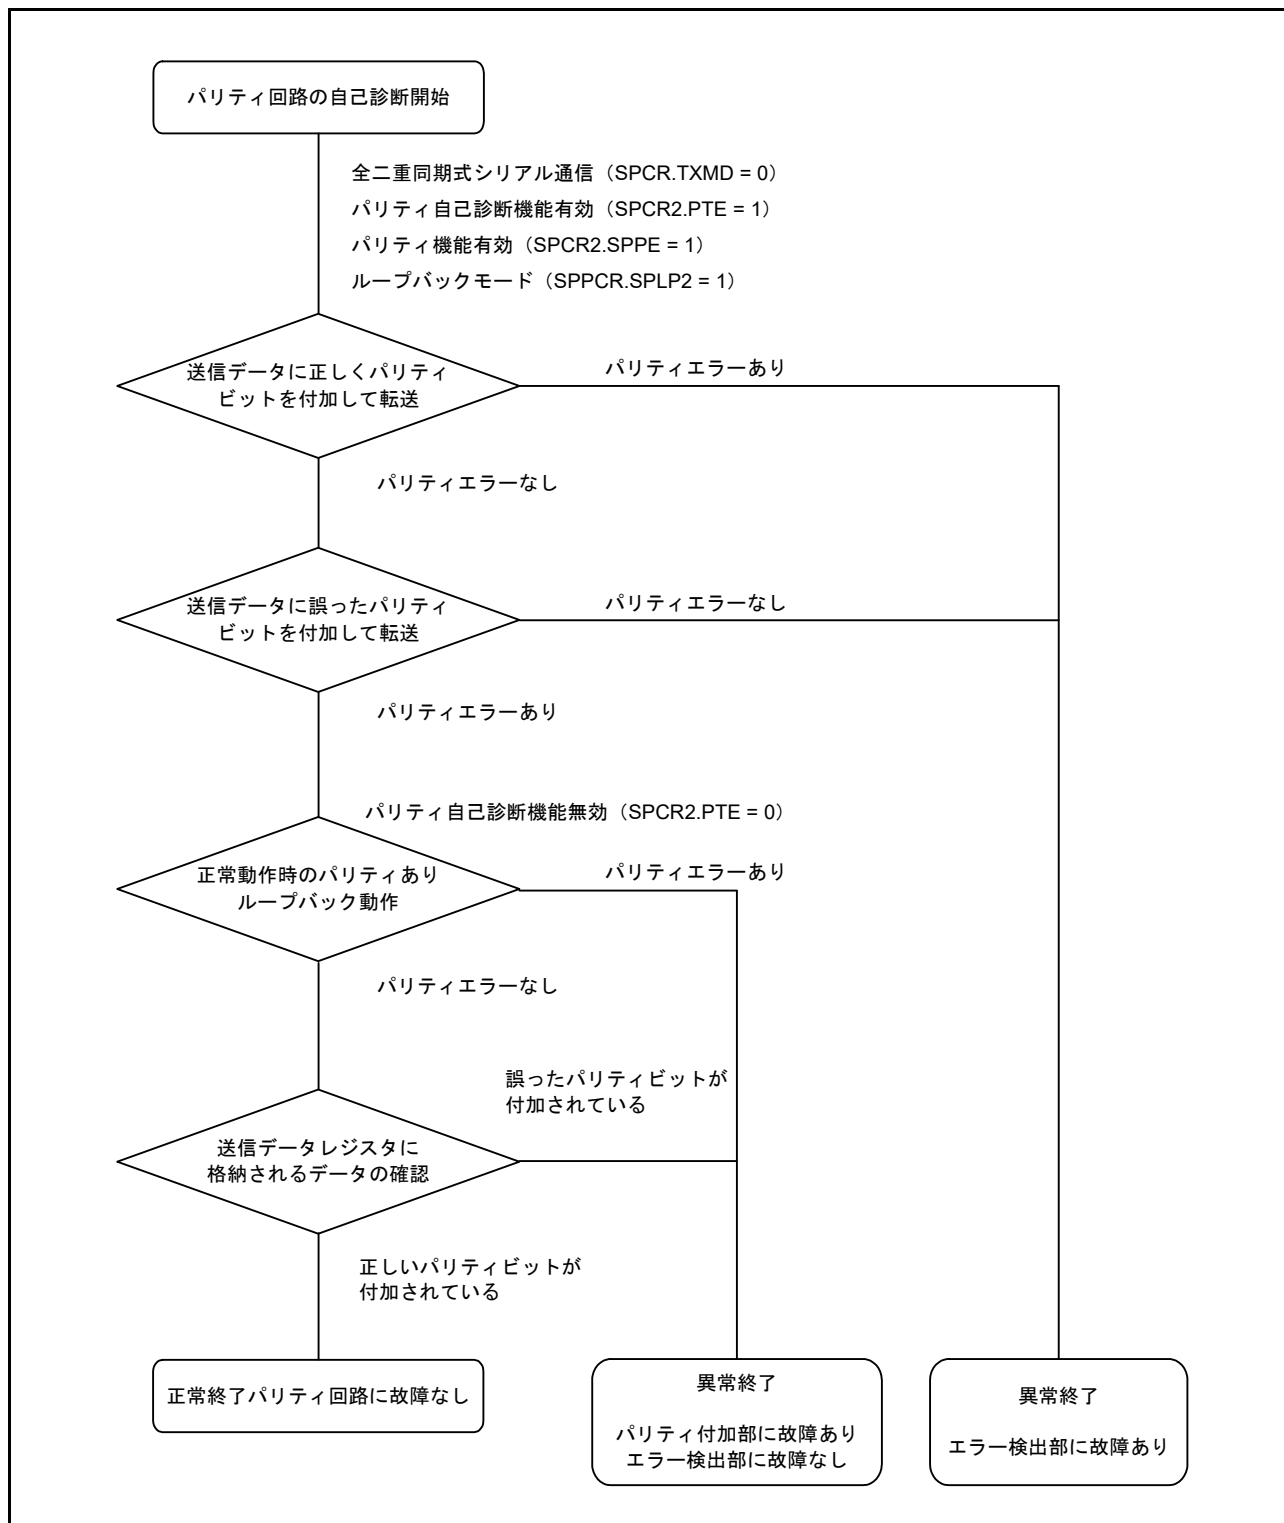 パリティ回路の自己診断開始
全二重同期式シリアル通信（SPCR.TXMD = 0）
パリティ自己診断機能有効（SPCR2.PTE = 1）
パリティ機能有効（SPCR2.SPPE = 1）
ループバックモード（SPPCR.SPLP2 = 1）
送信データに正しくパリティ
ビットを付加して転送
パリティエラーあり
パリティエラーなし
送信データに誤ったパリティ
ビットを付加して転送
パリティエラーなし
パリティエラーあり
パリティ自己診断機能無効（SPCR2.PTE = 0）
正常動作時のパリティあり
ループバック動作
パリティエラーあり
パリティエラーなし
誤ったパリティビットが
付加されている
送信データレジスタに
格納されるデータの確認
正しいパリティビットが
付加されている
正常終了パリティ回路に故障なし
異常終了
パリティ付加部に故障あり
エラー検出部に故障なし
異常終了
エラー検出部に故障あり